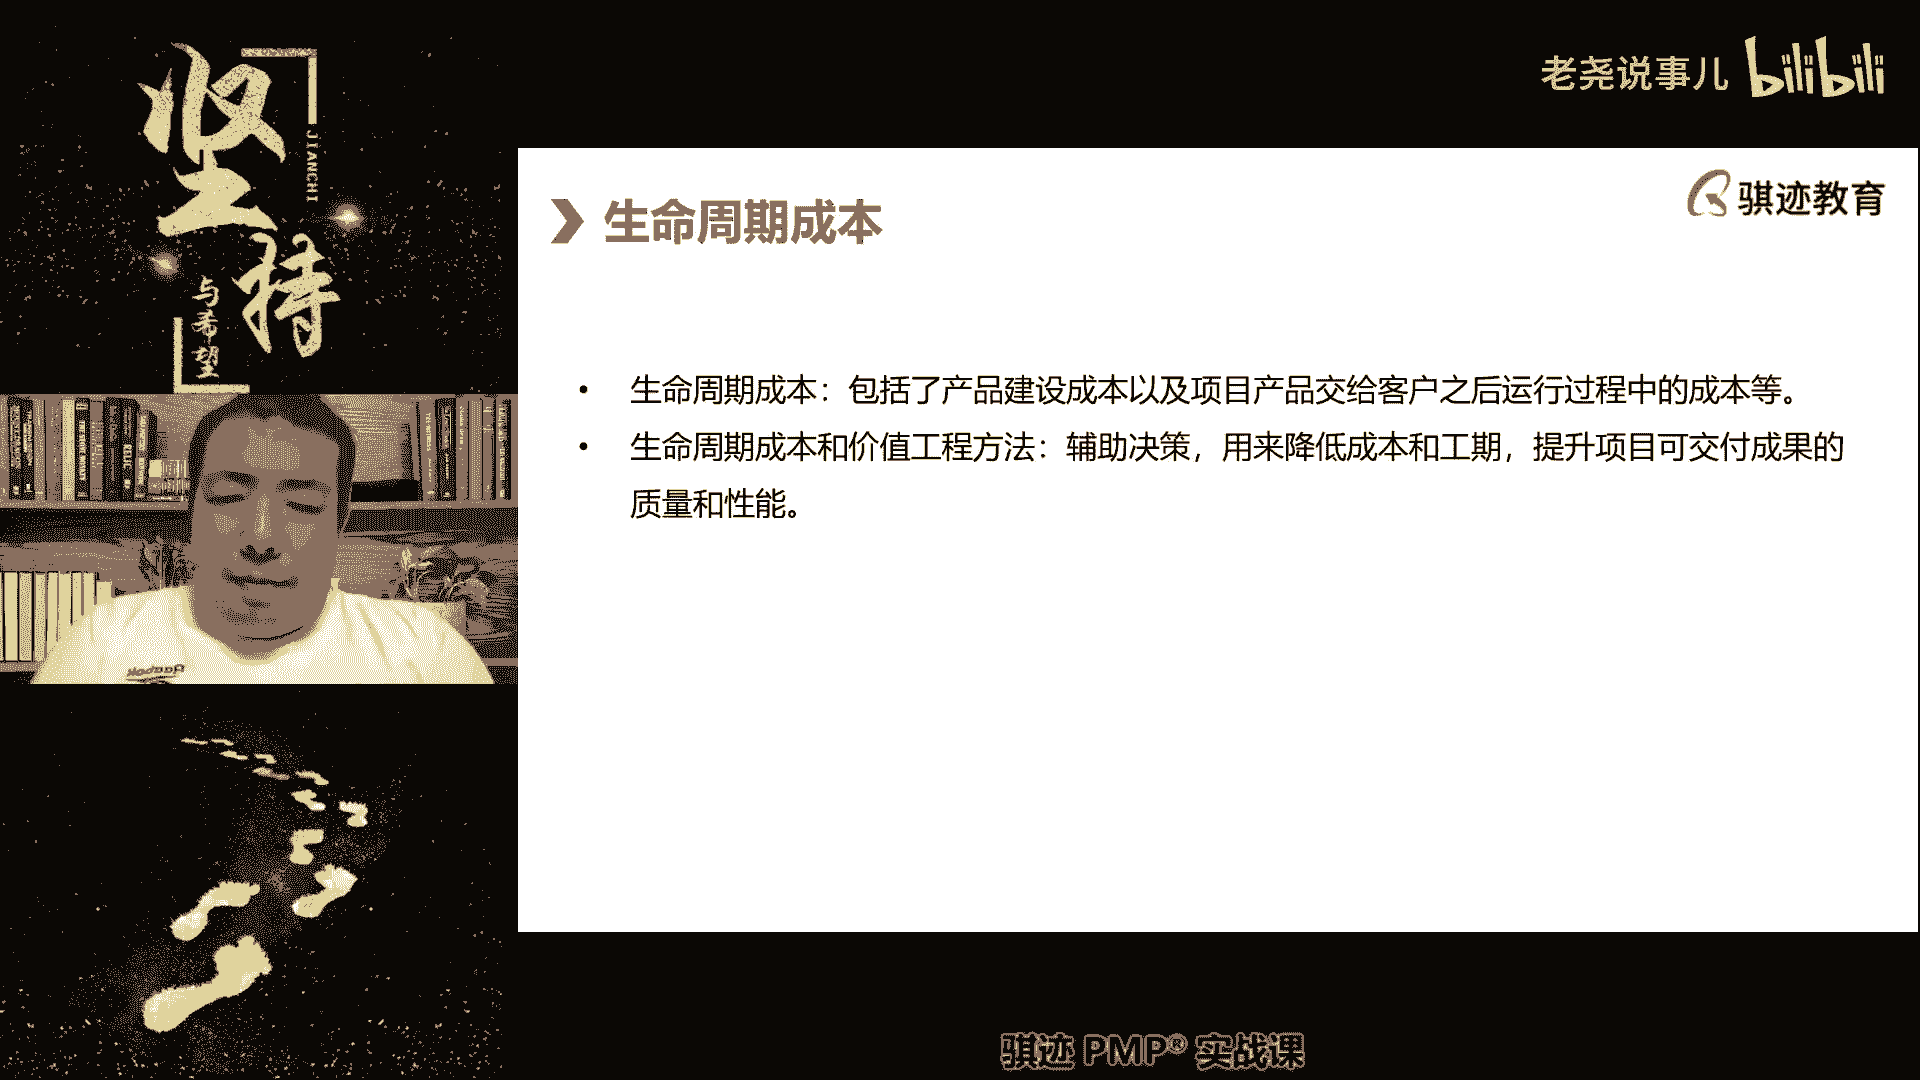 坚持
JIANCHI
与希望
老尧说事儿 bilibili
骐迹教育
生命周期成本
• 生命周期成本：包括了产品建设成本以及项目产品交给客户之后运行过程中的成本等。
• 生命周期成本和价值工程方法：辅助决策，用来降低成本和工期，提升项目可交付成果的
质量和性能。
Reebok
骐迹 PMP® 实战课